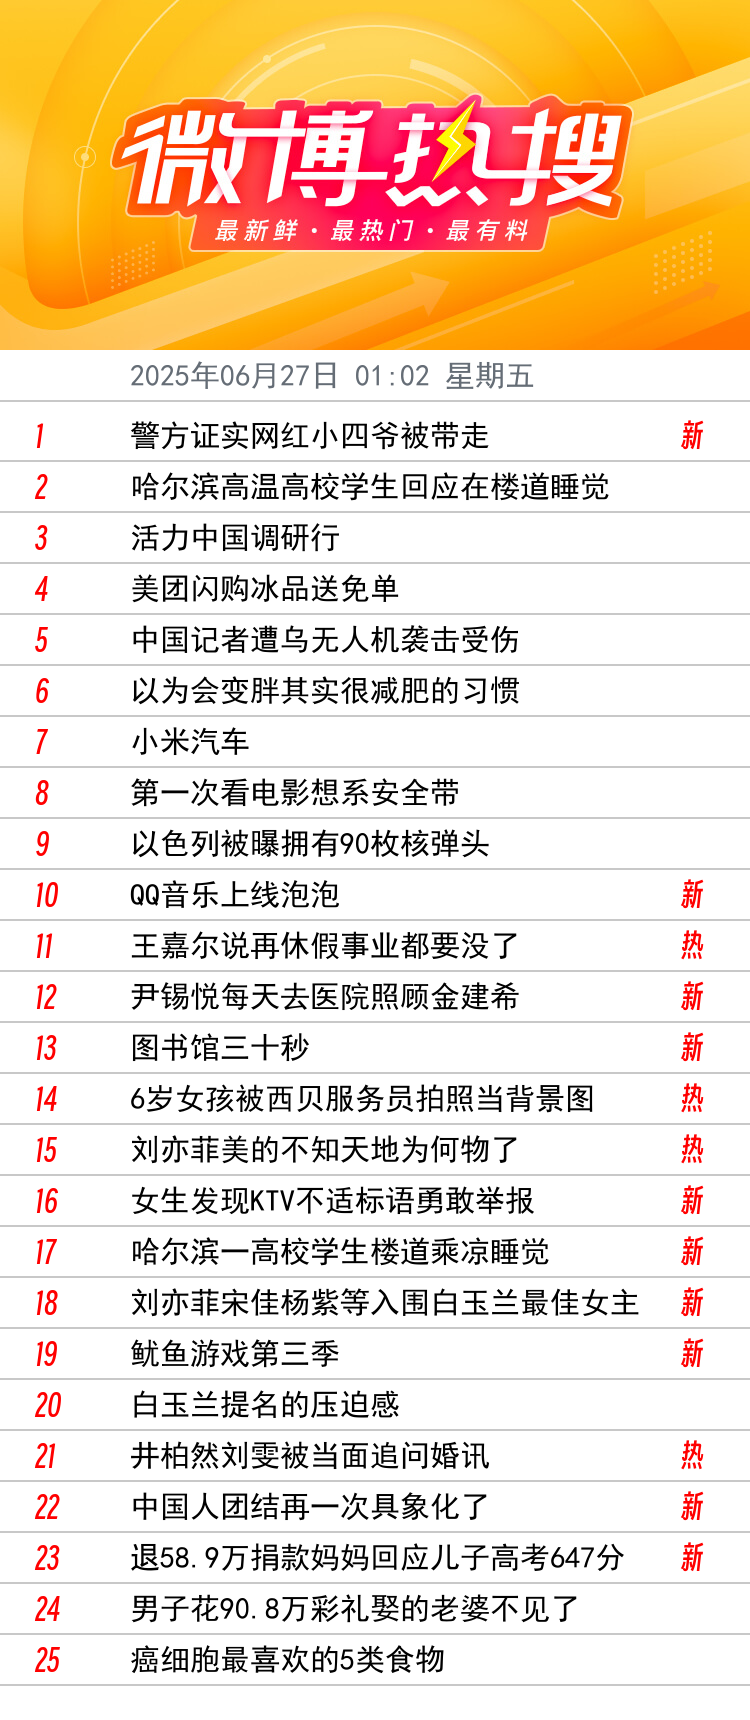 微博热搜
最新鲜·最热门·最有料
2025年06月27日 01:02 星期五
1 警方证实网红小四爷被带走 新
2 哈尔滨高温高校学生回应在楼道睡觉
3 活力中国调研行
4 美团闪购冰品送免单
5 中国记者遭乌无人机袭击受伤
6 以为会变胖其实很减肥的习惯
7 小米汽车
8 第一次看电影想系安全带
9 以色列被曝拥有90枚核弹头
10 QQ音乐上线泡泡 新
11 王嘉尔说再休假事业都要没了 热
12 尹锡悦每天去医院照顾金建希 新
13 图书馆三十秒 新
14 6岁女孩被西贝服务员拍照当背景图 热
15 刘亦菲美的不知天地为何物了 热
16 女生发现KTV不适标语勇敢举报 新
17 哈尔滨一高校学生楼道乘凉睡觉 新
18 刘亦菲宋佳杨紫等入围白玉兰最佳女主 新
19 鱿鱼游戏第三季 新
20 白玉兰提名的压迫感
21 井柏然刘雯被当面追问婚讯 热
22 中国人团结再一次具象化了 新
23 退58.9万捐款妈妈回应儿子高考647分 新
24 男子花90.8万彩礼娶的老婆不见了
25 癌细胞最喜欢的5类食物